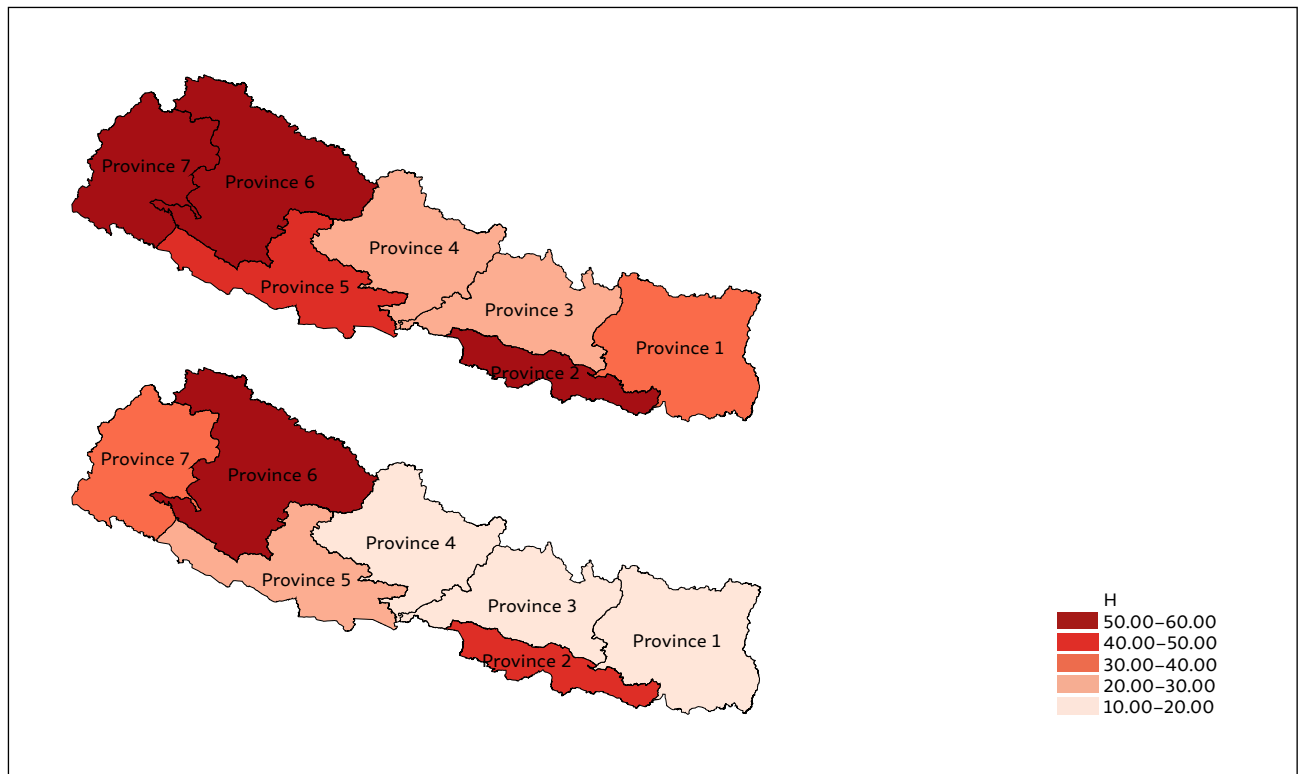 Province 7
Province 6
Province 4
Province 5
Province 3
Province 1
Province 2
Province 7
Province 6
Province 4
Province 5
Province 3
Province 1
Province 2
H
50.00–60.00
40.00–50.00
30.00–40.00
20.00–30.00
10.00–20.00